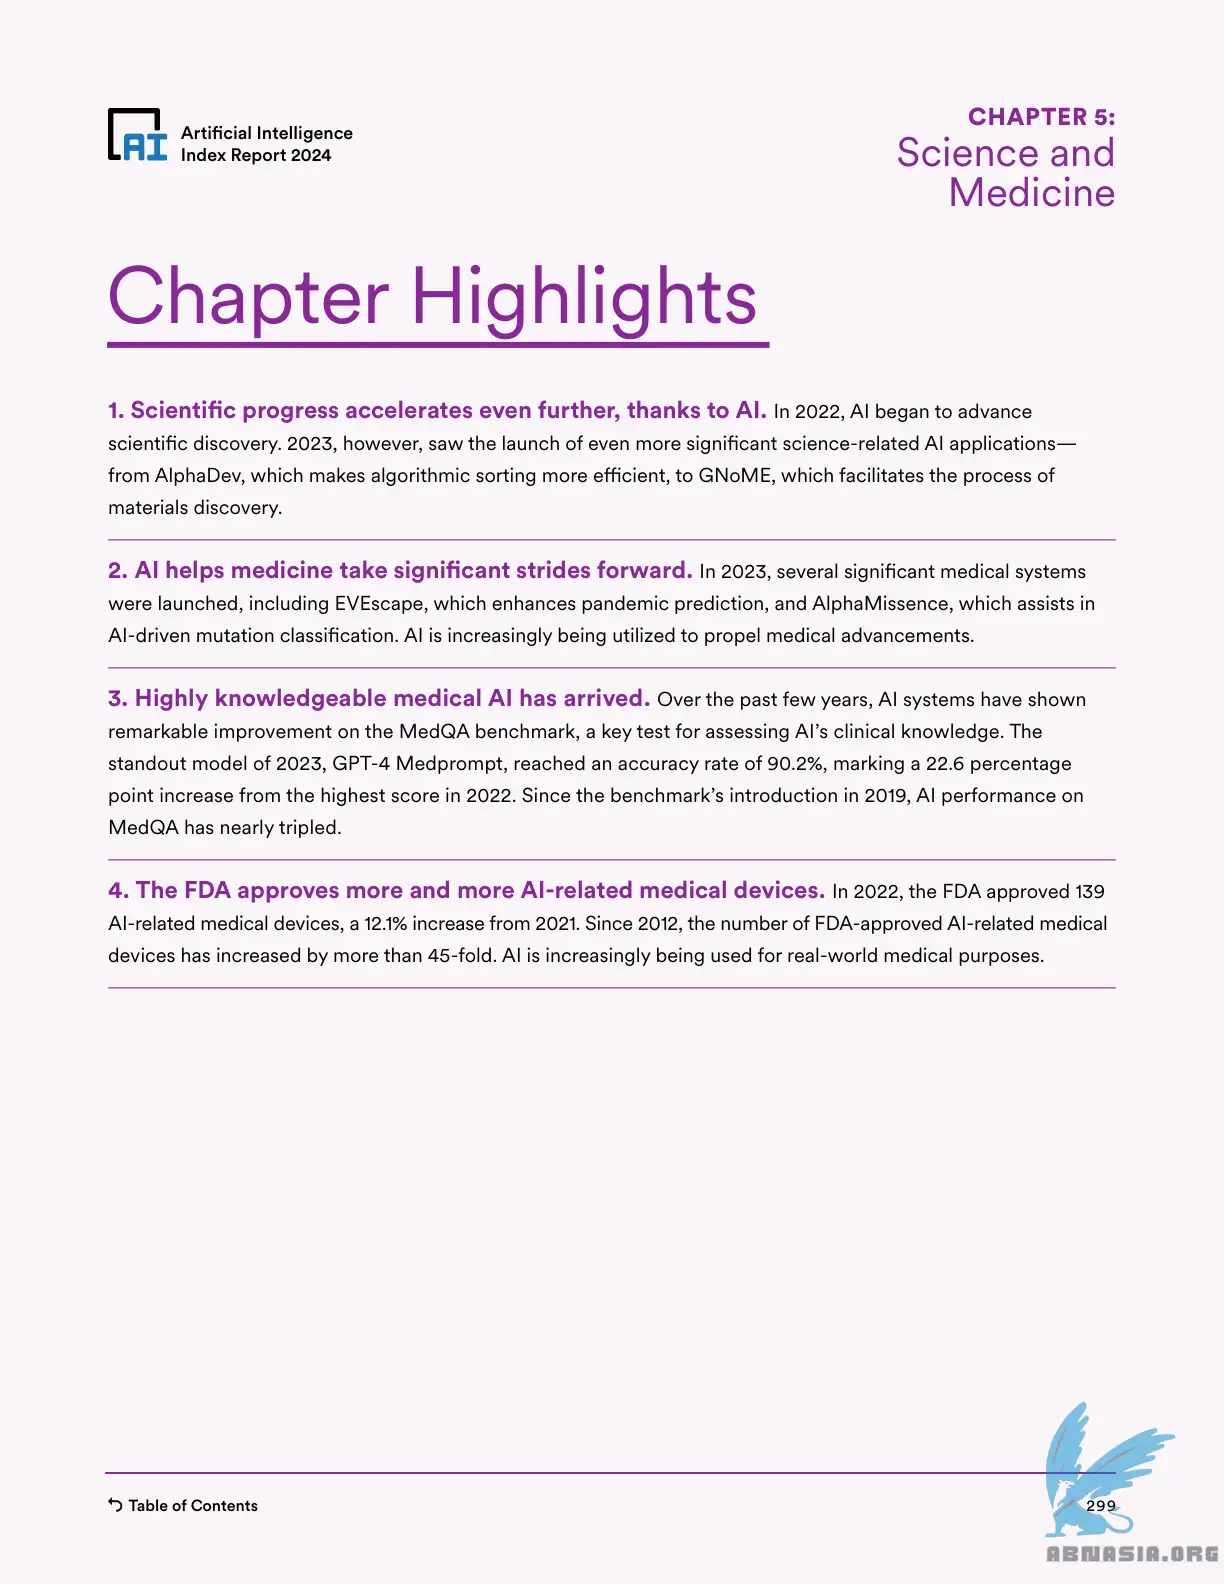 AI
Artificial Intelligence
Index Report 2024
CHAPTER 5:
Science and
Medicine
Chapter Highlights
1. Scientific progress accelerates even further, thanks to AI. In 2022, AI began to advance
scientific discovery. 2023, however, saw the launch of even more significant science-related AI applications—
from AlphaDev, which makes algorithmic sorting more efficient, to GNoME, which facilitates the process of
materials discovery.
2. AI helps medicine take significant strides forward. In 2023, several significant medical systems
were launched, including EVEscape, which enhances pandemic prediction, and AlphaMissence, which assists in
AI-driven mutation classification. AI is increasingly being utilized to propel medical advancements.
3. Highly knowledgeable medical AI has arrived. Over the past few years, AI systems have shown
remarkable improvement on the MedQA benchmark, a key test for assessing AI’s clinical knowledge. The
standout model of 2023, GPT-4 Medprompt, reached an accuracy rate of 90.2%, marking a 22.6 percentage
point increase from the highest score in 2022. Since the benchmark’s introduction in 2019, AI performance on
MedQA has nearly tripled.
4. The FDA approves more and more AI-related medical devices. In 2022, the FDA approved 139
AI-related medical devices, a 12.1% increase from 2021. Since 2012, the number of FDA-approved AI-related medical
devices has increased by more than 45-fold. AI is increasingly being used for real-world medical purposes.
Table of Contents
299
ABNASIA.ORG